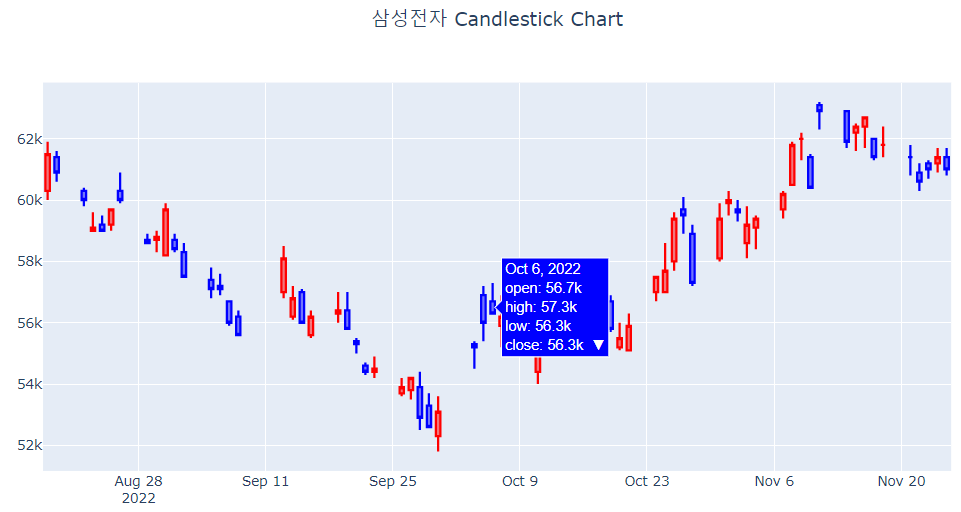 삼성전자 Candlestick Chart
62k
60k
58k
56k
54k
52k
Oct 6, 2022
open: 56.7k
high: 57.3k
low: 56.3k
close: 56.3k ▼
Aug 28
2022
Sep 11
Sep 25
Oct 9
Oct 23
Nov 6
Nov 20